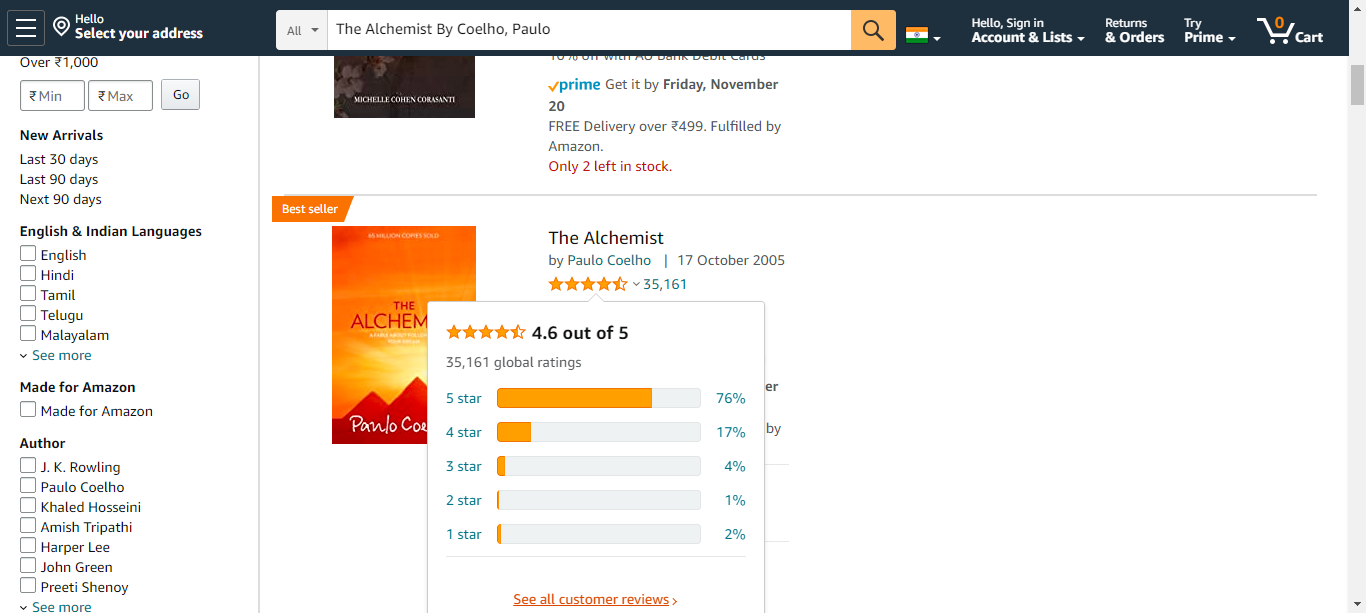 Hello
Select your address
All
The Alchemist By Coelho, Paulo
Hello, Sign in
Account & Lists
Returns
& Orders
Try
Prime
0
Cart
Over ₹1,000
₹ Min
₹ Max
Go
New Arrivals
Last 30 days
Last 90 days
Next 90 days
English & Indian Languages
English
Hindi
Tamil
Telugu
Malayalam
See more
Made for Amazon
Made for Amazon
Author
J. K. Rowling
Paulo Coelho
Khaled Hosseini
Amish Tripathi
Harper Lee
John Green
Preeti Shenoy
See more
MICHELLE COHEN CORASANTI
10% off with AU Bank Debit Cards
prime Get it by Friday, November
20
FREE Delivery over ₹499. Fulfilled by
Amazon.
Only 2 left in stock.
Best seller
THE
ALCHEM
Paulo Coe
The Alchemist
by Paulo Coelho | 17 October 2005
35,161
4.6 out of 5
35,161 global ratings
5 star 76%
4 star 17%
3 star 4%
2 star 1%
1 star 2%
See all customer reviews ›
er
by